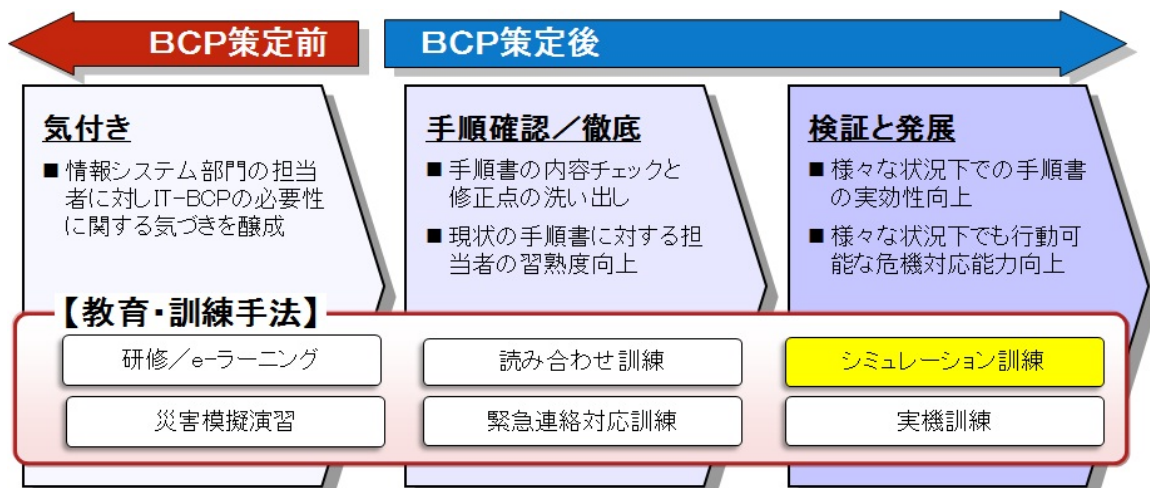 BCP策定前
BCP策定後
気付き
■ 情報システム部門の担当
者に対しIT-BCPの必要性
に関する気づきを醸成
手順確認／徹底
■ 手順書の内容チェックと
修正点の洗い出し
■ 現状の手順書に対する担
当者の習熟度向上
検証と発展
■ 様々な状況下での手順書
の実効性向上
■ 様々な状況下でも行動可
能な危機対応能力向上
【教育・訓練手法】
研修／e-ラーニング
読み合わせ訓練
シミュレーション訓練
災害模擬演習
緊急連絡対応訓練
実機訓練